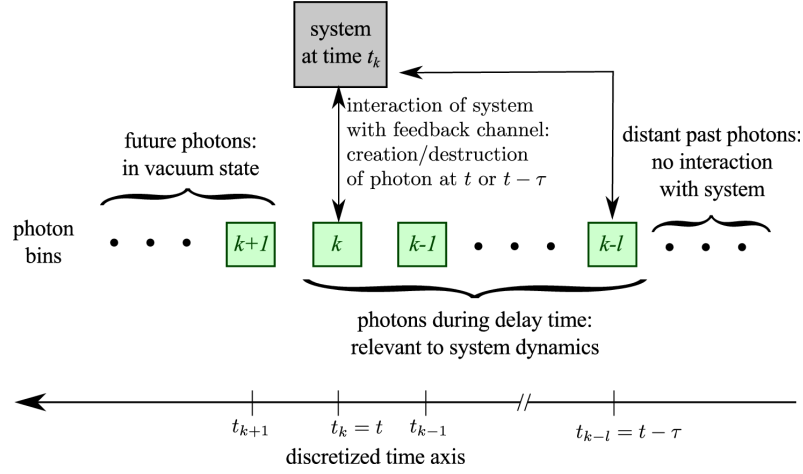 system
at time t_k
interaction of system
with feedback channel:
creation/destruction
of photon at t or t − τ
future photons:
in vacuum state
distant past photons:
no interaction
with system
photon
bins
k+1
k
k-1
k-l
photons during delay time:
relevant to system dynamics
t_{k+1}
t_k = t
t_{k−1}
t_{k−l} = t − τ
discretized time axis